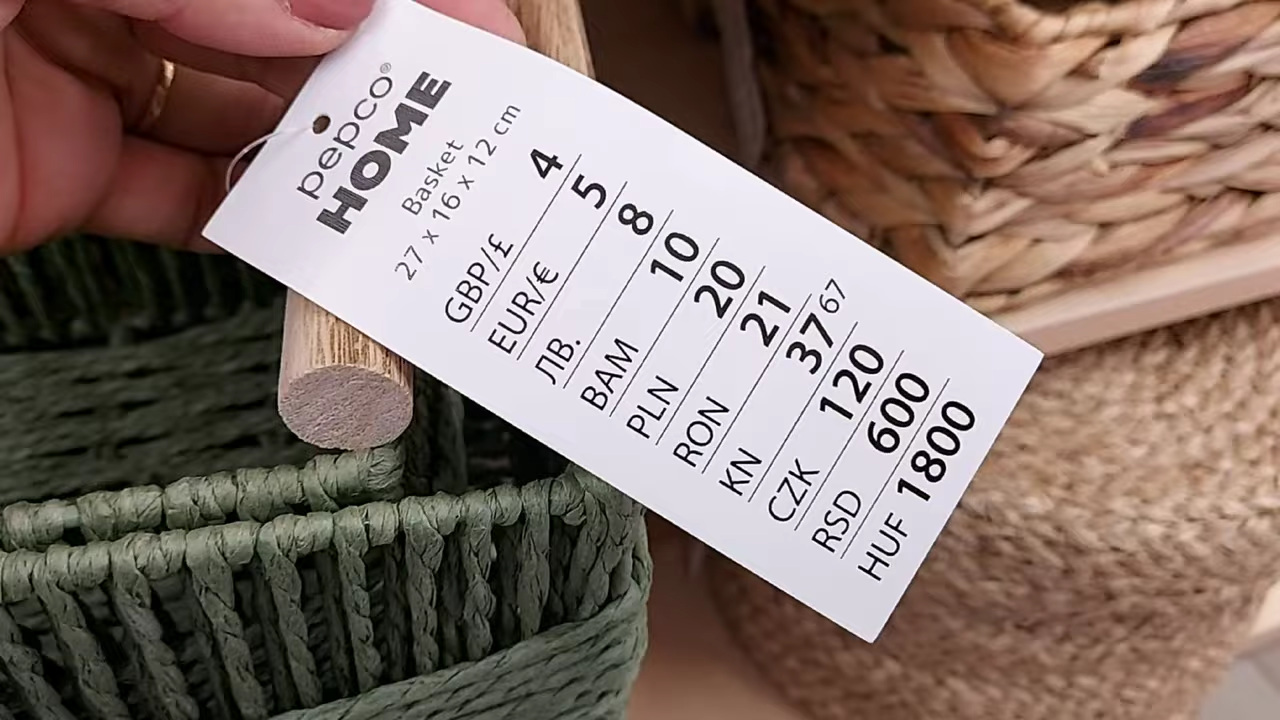 pepco®
HOME
Basket
27 x 16 x 12 cm
GBP/£ 4
EUR/€ 5
ЛВ. 8
BAM 10
PLN 20
RON 21
KN 37⁶⁷
CZK 120
RSD 600
HUF 1800